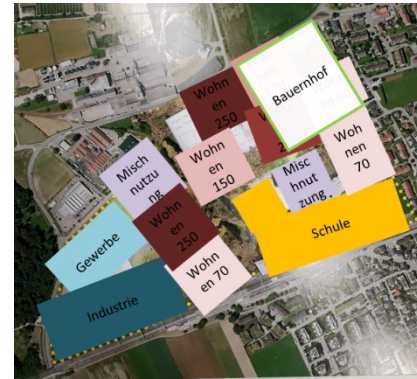 Wohn
en
250
Bauernhof
Wohn
en
150
Woh
nen
70
Misch
nutzu
ng
Misc
hnut
zung
Wohn
en
250
Schule
Gewerbe
Wohn
en 70
Industrie